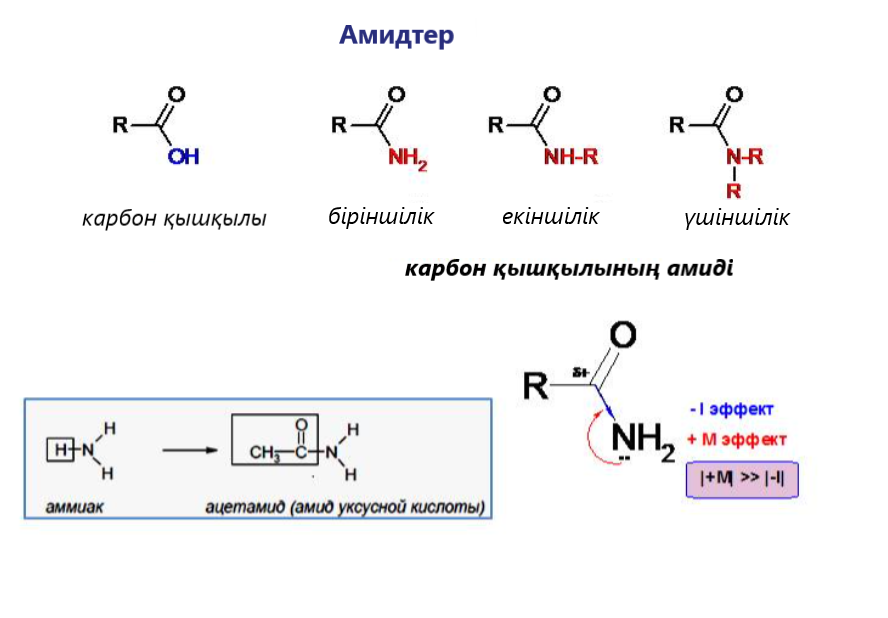 Амидтер
R O OH
R O NH2
R O NH-R
R O N-R R
карбон қышқылы
біріншілік
екіншілік
үшіншілік
карбон қышқылының амиді
R δ+ O NH2
- I эффект
+ M эффект
|+M| >> |-I|
H N H H
CH3 C O N H H
аммиак
ацетамид (амид уксусной кислоты)